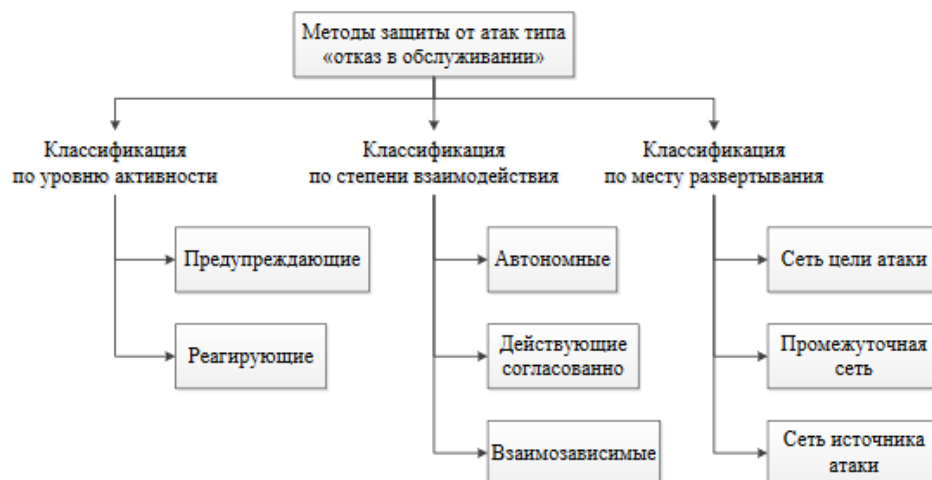 Методы защиты от атак типа
«отказ в обслуживании»
Классификация
по уровню активности
Предупреждающие
Реагирующие
Классификация
по степени взаимодействия
Автономные
Действующие
согласованно
Взаимозависимые
Классификация
по месту развертывания
Сеть цели атаки
Промежуточная
сеть
Сеть источника
атаки